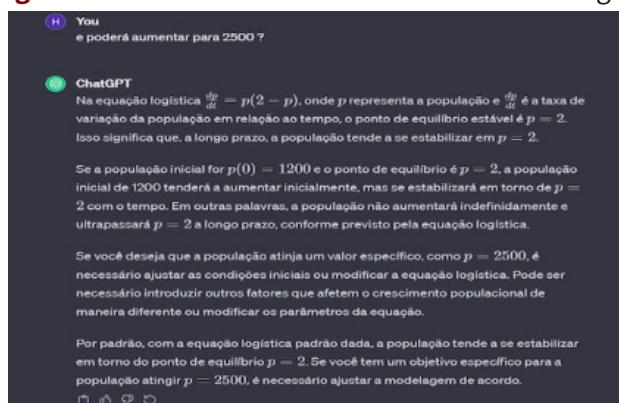 H You
e poderá aumentar para 2500 ?
ChatGPT
Na equação logística dp/dt = p(2 − p), onde p representa a população e dp/dt é a taxa de
variação da população em relação ao tempo, o ponto de equilíbrio estável é p = 2.
Isso significa que, a longo prazo, a população tende a se estabilizar em p = 2.
Se a população inicial for p(0) = 1200 e o ponto de equilíbrio é p = 2, a população
inicial de 1200 tenderá a aumentar inicialmente, mas se estabilizará em torno de p =
2 com o tempo. Em outras palavras, a população não aumentará indefinidamente e
ultrapassará p = 2 a longo prazo, conforme previsto pela equação logística.
Se você deseja que a população atinja um valor específico, como p = 2500, é
necessário ajustar as condições iniciais ou modificar a equação logística. Pode ser
necessário introduzir outros fatores que afetem o crescimento populacional de
maneira diferente ou modificar os parâmetros da equação.
Por padrão, com a equação logística padrão dada, a população tende a se estabilizar
em torno do ponto de equilíbrio p = 2. Se você tem um objetivo específico para a
população atingir p = 2500, é necessário ajustar a modelagem de acordo.